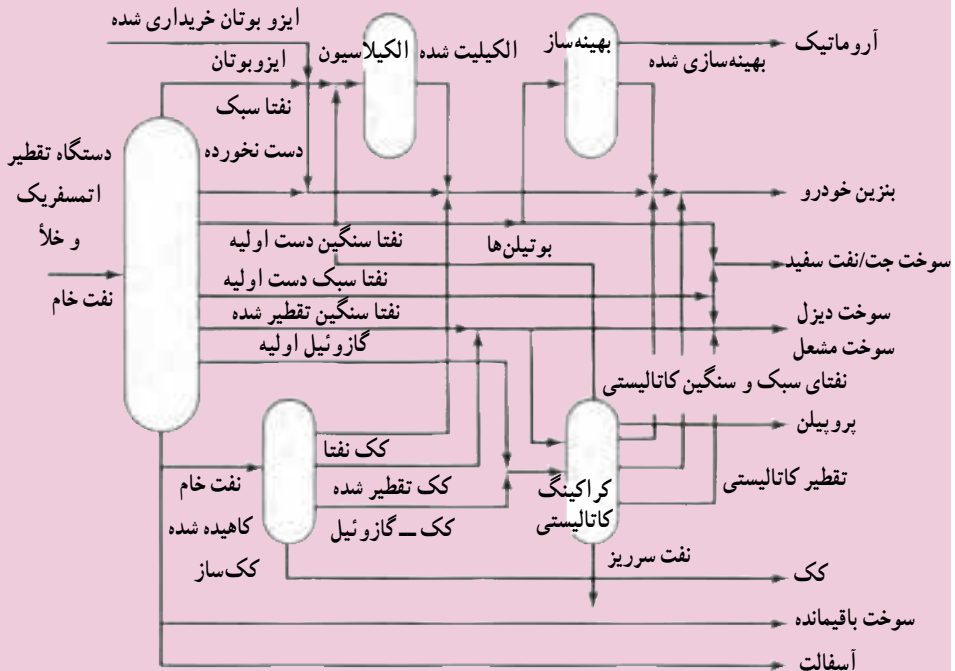 ایزو بوتان خریداری شده
ایزوبوتان
نفتا سبک
دست نخورده
الکیلاسیون
الکیلیت شده
بهینه‌ساز
بهینه‌سازی شده
آروماتیک
دستگاه تقطیر
اتمسفریک
و خلأ
نفت خام
بنزین خودرو
نفتا سنگین دست اولیه
بوتیلن‌ها
سوخت جت/نفت سفید
نفتا سبک دست اولیه
نفتا سنگین تقطیر شده
سوخت دیزل
سوخت مشعل
گازوئیل اولیه
نفتای سبک و سنگین کاتالیستی
پروپیلن
کک نفتا
نفت خام
کاهیده شده
کک‌ساز
کک تقطیر شده
کک ــ گازوئیل
کراکینگ
کاتالیستی
تقطیر کاتالیستی
نفت سرریز
کک
سوخت باقیمانده
آسفالت